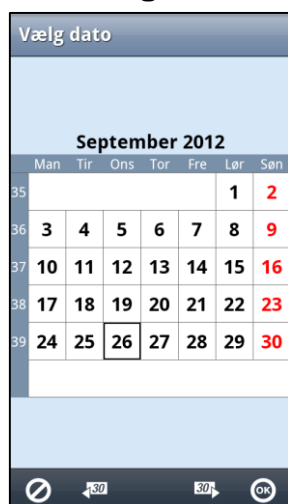 Vælg dato
September 2012
Man Tir Ons Tor Fre Lør Søn
35 1 2
36 3 4 5 6 7 8 9
37 10 11 12 13 14 15 16
38 17 18 19 20 21 22 23
39 24 25 26 27 28 29 30
30 30 OK